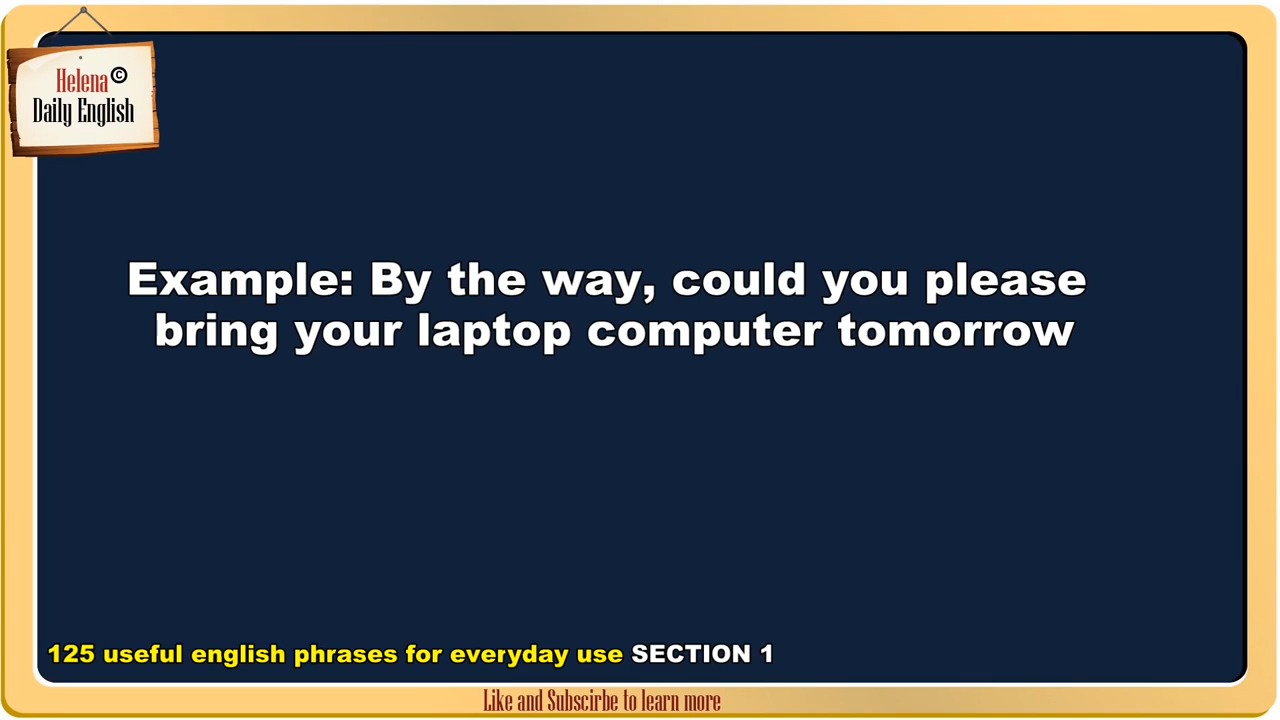 Helena©
Daily English
Example: By the way, could you please
bring your laptop computer tomorrow
125 useful english phrases for everyday use SECTION 1
Like and Subscirbe to learn more